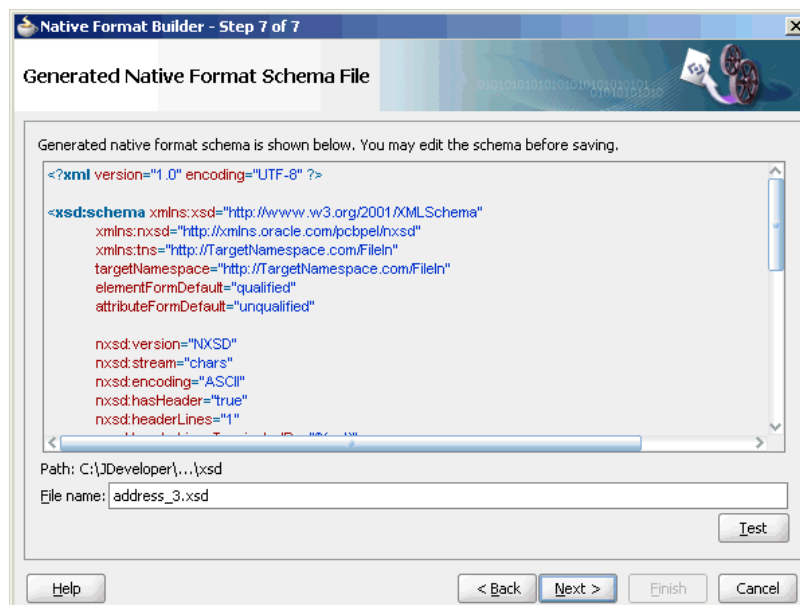 Native Format Builder - Step 7 of 7
Generated Native Format Schema File
Generated native format schema is shown below. You may edit the schema before saving.
<?xml version="1.0" encoding="UTF-8" ?>
<xsd:schema xmlns:xsd="http://www.w3.org/2001/XMLSchema"
xmlns:nxsd="http://xmlns.oracle.com/pcbpel/nxsd"
xmlns:tns="http://TargetNamespace.com/FileIn"
targetNamespace="http://TargetNamespace.com/FileIn"
elementFormDefault="qualified"
attributeFormDefault="unqualified"
nxsd:version="NXSD"
nxsd:stream="chars"
nxsd:encoding="ASCII"
nxsd:hasHeader="true"
nxsd:headerLines="1"
Path: C:\JDeveloper\...\xsd
File name: address_3.xsd
Test
Help
< Back
Next >
Finish
Cancel